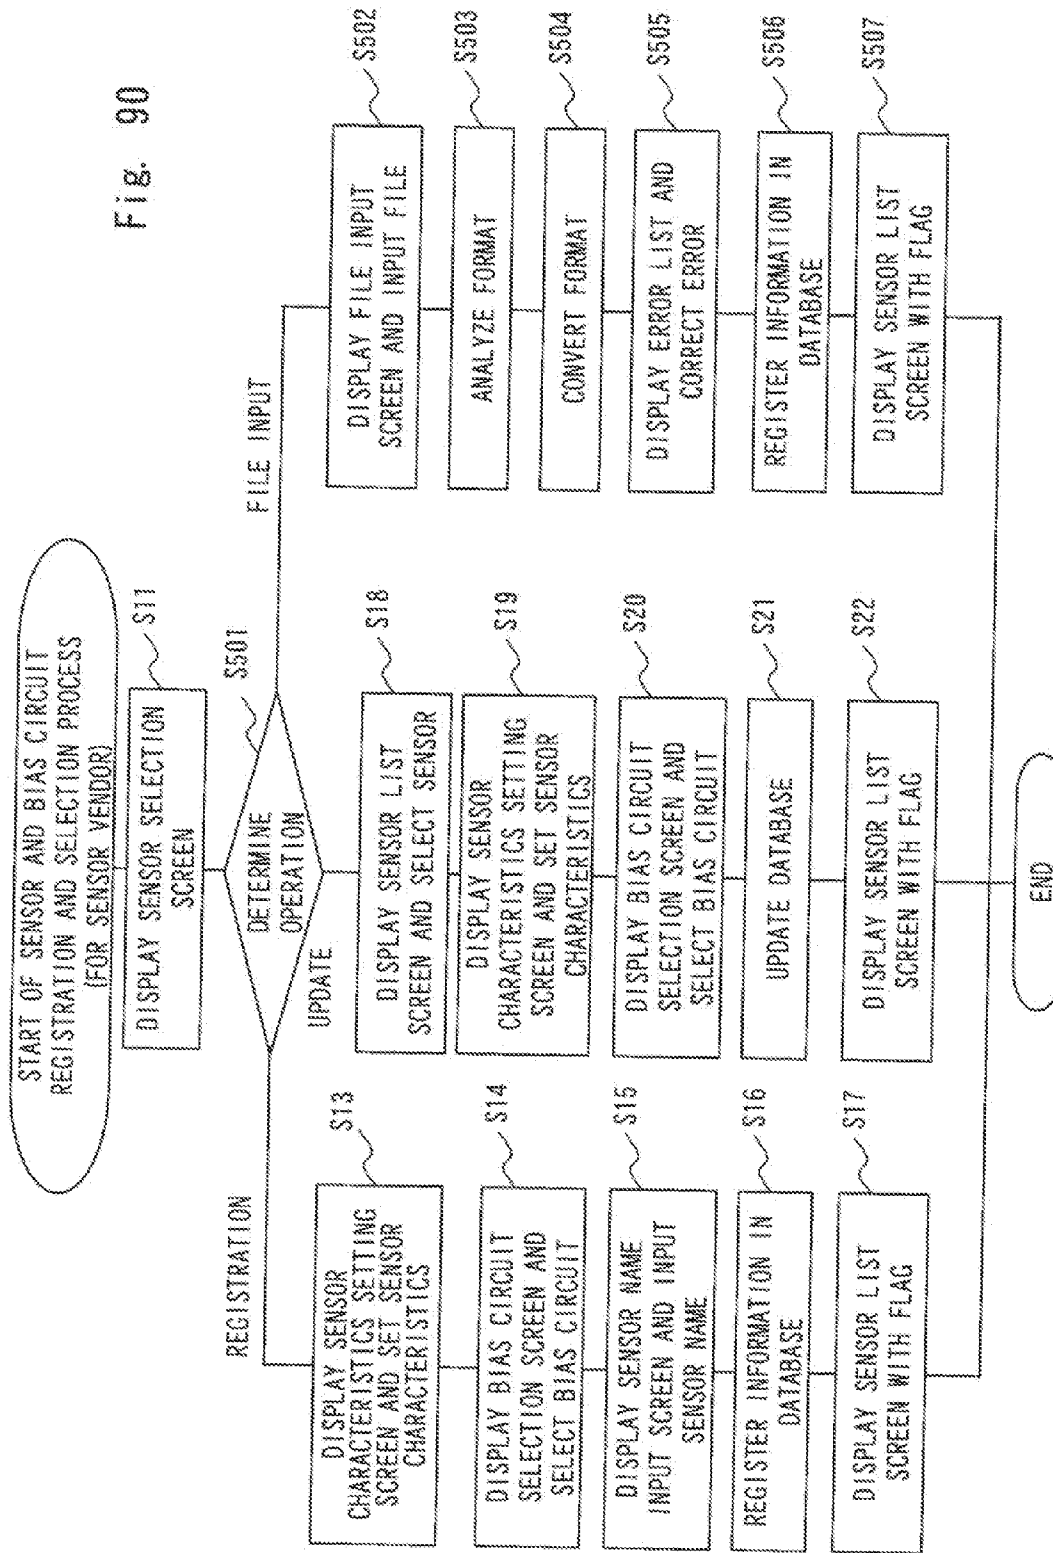 Fig. 90
START OF SENSOR AND BIAS CIRCUIT
REGISTRATION AND SELECTION PROCESS
(FOR SENSOR VENDOR)
S11
DISPLAY SENSOR SELECTION
SCREEN
S501
DETERMINE
OPERATION
REGISTRATION
UPDATE
FILE INPUT
S13
DISPLAY SENSOR
CHARACTERISTICS SETTING
SCREEN AND SET SENSOR
CHARACTERISTICS
S14
DISPLAY BIAS CIRCUIT
SELECTION SCREEN AND
SELECT BIAS CIRCUIT
S15
DISPLAY SENSOR NAME
INPUT SCREEN AND INPUT
SENSOR NAME
S16
REGISTER INFORMATION IN
DATABASE
S17
DISPLAY SENSOR LIST
SCREEN WITH FLAG
S18
DISPLAY SENSOR LIST
SCREEN AND SELECT SENSOR
S19
DISPLAY SENSOR
CHARACTERISTICS SETTING
SCREEN AND SET SENSOR
CHARACTERISTICS
S20
DISPLAY BIAS CIRCUIT
SELECTION SCREEN AND
SELECT BIAS CIRCUIT
S21
UPDATE DATABASE
S22
DISPLAY SENSOR LIST
SCREEN WITH FLAG
S502
DISPLAY FILE INPUT
SCREEN AND INPUT FILE
S503
ANALYZE FORMAT
S504
CONVERT FORMAT
S505
DISPLAY ERROR LIST AND
CORRECT ERROR
S506
REGISTER INFORMATION IN
DATABASE
S507
DISPLAY SENSOR LIST
SCREEN WITH FLAG
END